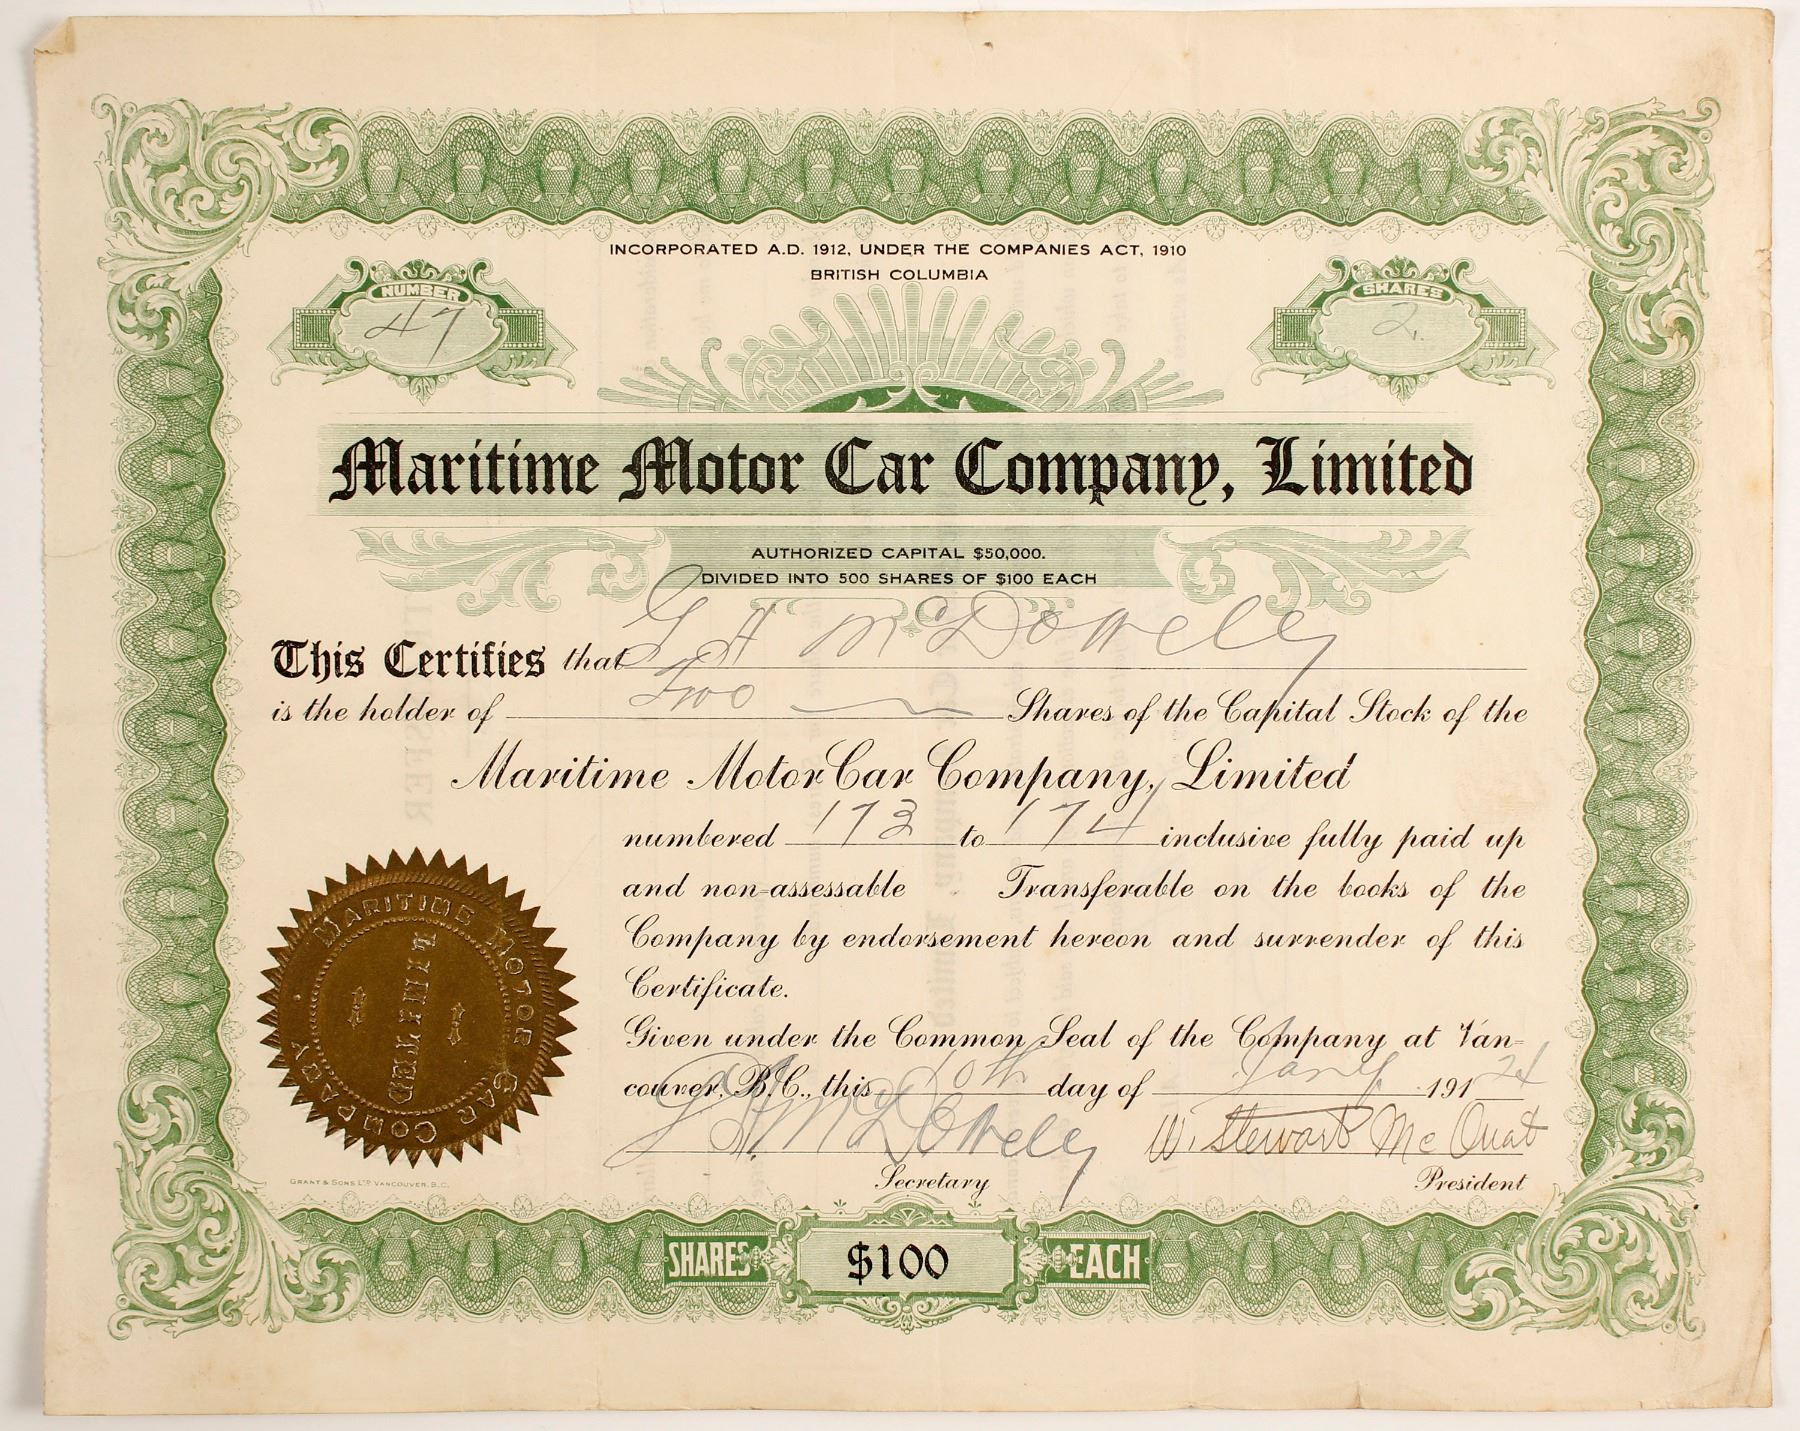 INCORPORATED A.D. 1912, UNDER THE COMPANIES ACT, 1910
BRITISH COLUMBIA
NUMBER
47
SHARES
2
Maritime Motor Car Company, Limited
AUTHORIZED CAPITAL $50,000.
DIVIDED INTO 500 SHARES OF $100 EACH
This Certifies that G A McDowell
is the holder of Two Shares of the Capital Stock of the
Maritime Motor Car Company, Limited
numbered 173 to 174 inclusive fully paid up
and non-assessable Transferable on the books of the
Company by endorsement hereon and surrender of this
Certificate.
Given under the Common Seal of the Company at Van-
couver, B.C., this 10th day of Jany 191 24
G A McDowell W. Stewart McQuat
Secretary President
MARITIME MOTOR CAR COMPANY
LIMITED
GRANT & SONS LTD VANCOUVER, B.C.
SHARES $100 EACH